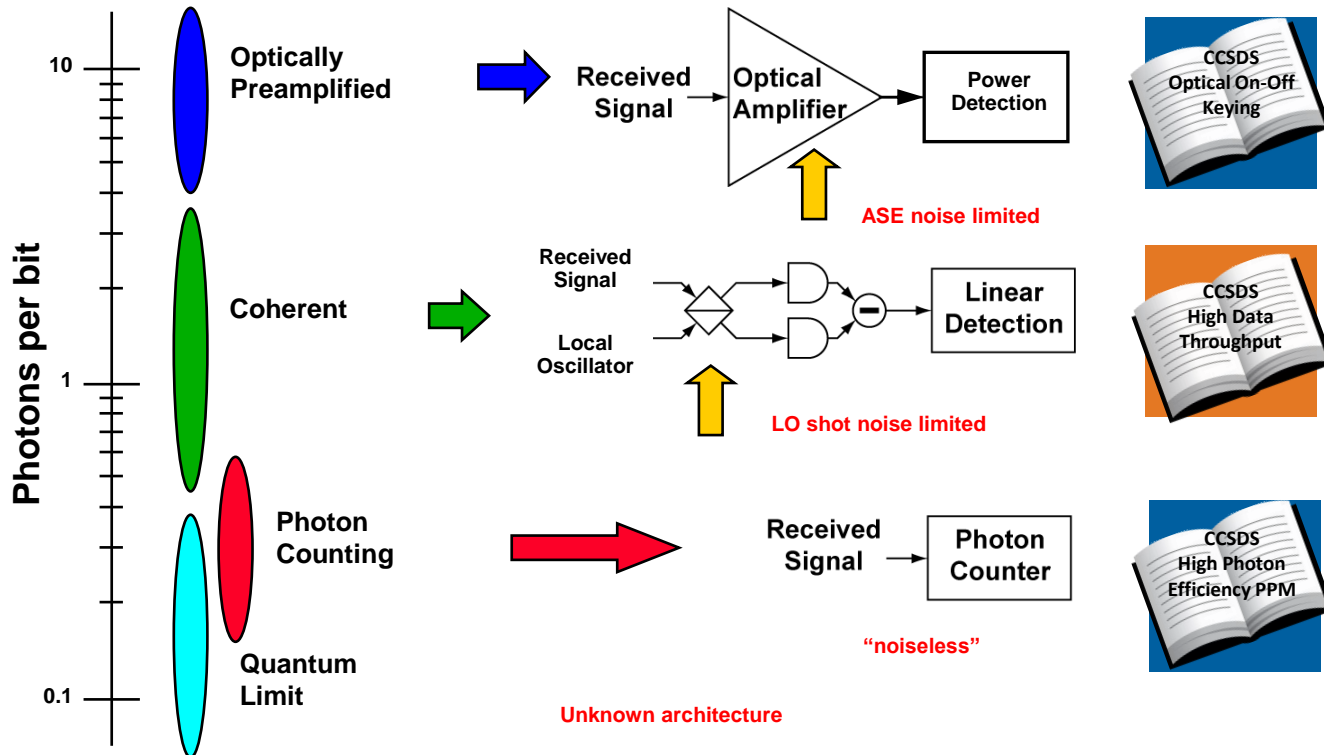 Photons per bit
10
1
0.1
Optically
Preamplified
Received
Signal
Optical
Amplifier
Power
Detection
CCSDS
Optical On-Off
Keying
ASE noise limited
Coherent
Received
Signal
Local
Oscillator
Linear
Detection
CCSDS
High Data
Throughput
LO shot noise limited
Photon
Counting
Received
Signal
Photon
Counter
CCSDS
High Photon
Efficiency PPM
“noiseless”
Quantum
Limit
Unknown architecture